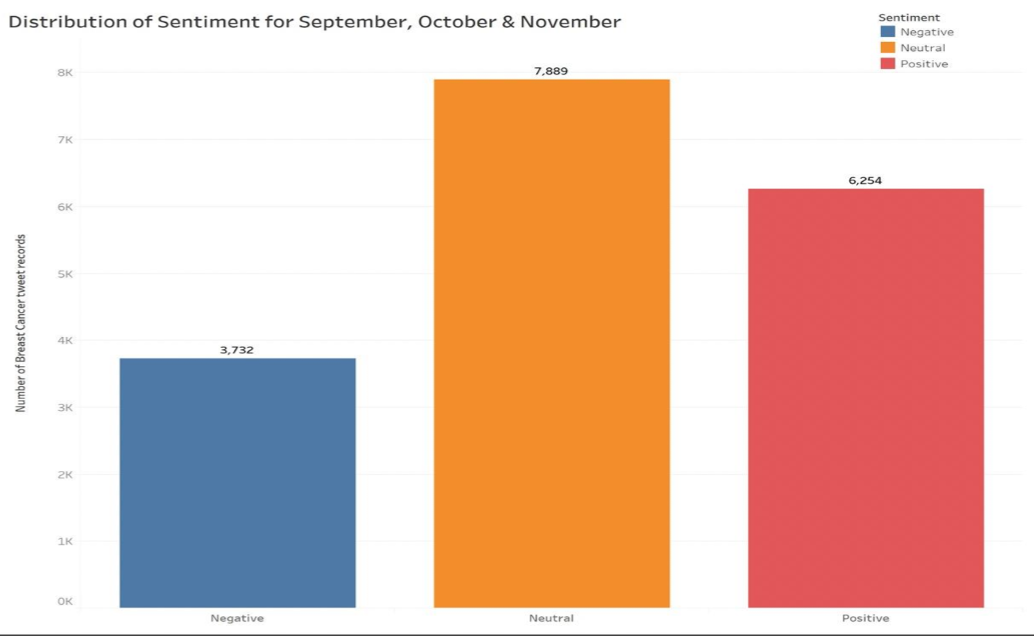 Distribution of Sentiment for September, October & November
Sentiment
Negative
Neutral
Positive
Number of Breast Cancer tweet records
8K
7K
6K
5K
4K
3K
2K
1K
0K
3,732
7,889
6,254
Negative
Neutral
Positive